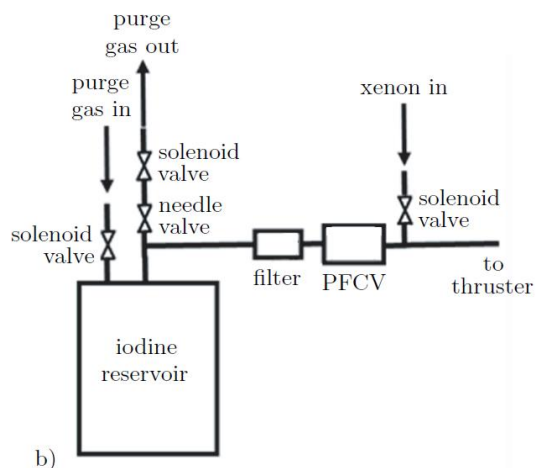 purge
gas out
purge
gas in
xenon in
solenoid
valve
needle
valve
solenoid
valve
solenoid
valve
filter
PFCV
to
thruster
iodine
reservoir
b)